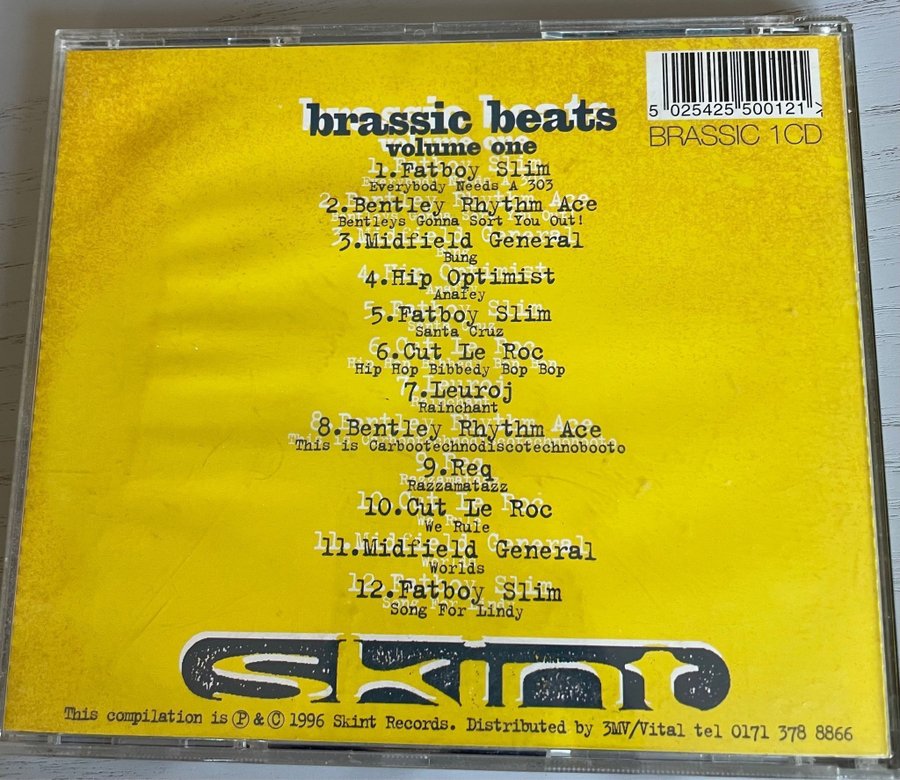 brassic beats
volume one
1.Fatboy Slim
Everybody Needs A 303
2.Bentley Rhythm Ace
Bentleys Gonna Sort You Out!
3.Midfield General
Bung
4.Hip Optimist
Anafey
5.Fatboy Slim
Santa Cruz
6.Cut Le Roc
Hip Hop Bibbedy Bop Bop
7.Leuroj
Rainchant
8.Bentley Rhythm Ace
This is Carbootechnodiscotechnobooto
9.Req
Razzamatazz
10.Cut Le Roc
We Rule
11.Midfield General
Worlds
12.Fatboy Slim
Song For Lindy
5 025425 500121 >
BRASSIC 1CD
skint
This compilation is Ⓟ & © 1996 Skint Records. Distributed by 3MV/Vital tel 0171 378 8866